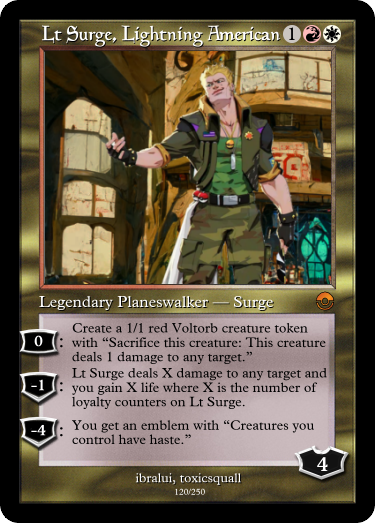 Lt Surge, Lightning American 1
Legendary Planeswalker — Surge
0: Create a 1/1 red Voltorb creature token
with “Sacrifice this creature: This creature
deals 1 damage to any target.”
-1: Lt Surge deals X damage to any target and
you gain X life where X is the number of
loyalty counters on Lt Surge.
-4: You get an emblem with “Creatures you
control have haste.”
4
ibralui, toxicsquall
120/250